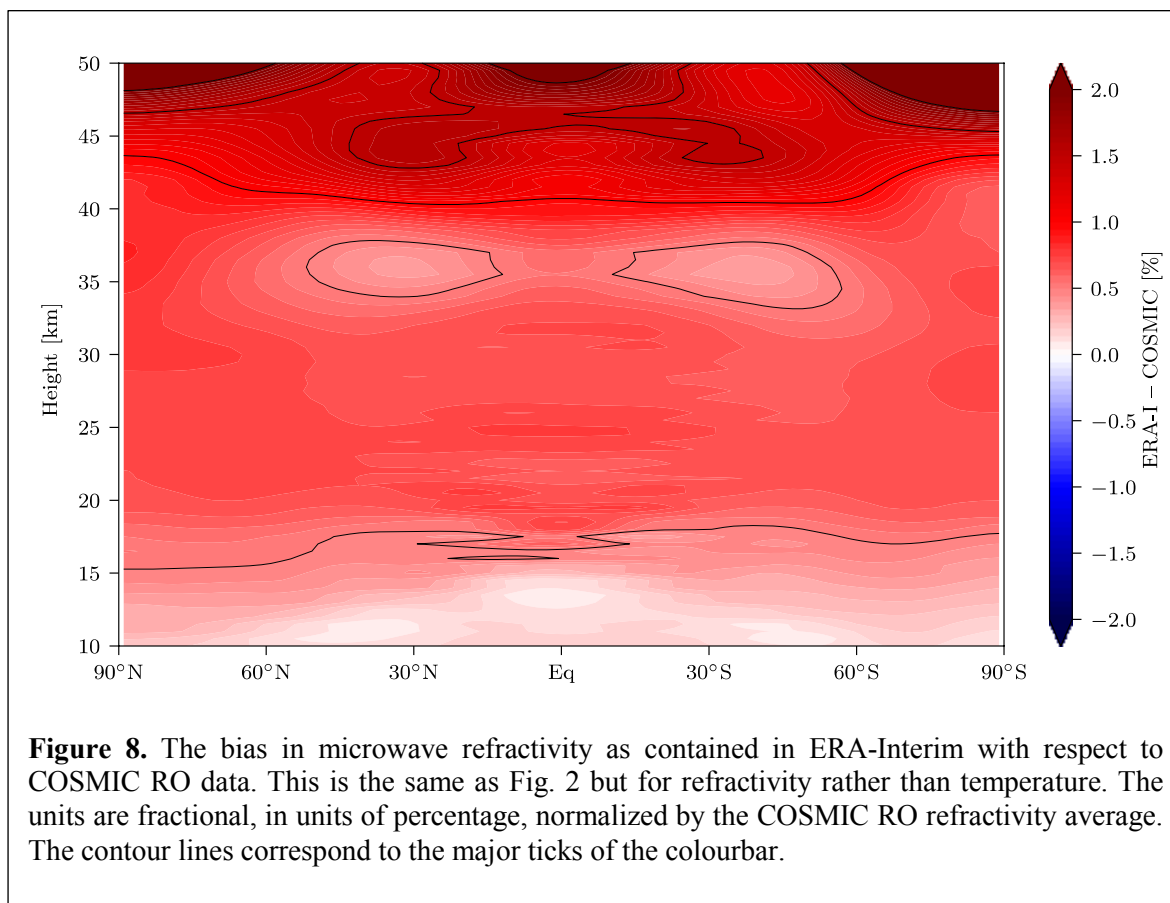 50
45
40
35
30
25
20
15
10
Height [km]
90°N
60°N
30°N
Eq
30°S
60°S
90°S
2.0
1.5
1.0
0.5
0.0
−0.5
−1.0
−1.5
−2.0
ERA-I − COSMIC [%]
Figure 8. The bias in microwave refractivity as contained in ERA-Interim with respect to
COSMIC RO data. This is the same as Fig. 2 but for refractivity rather than temperature. The
units are fractional, in units of percentage, normalized by the COSMIC RO refractivity average.
The contour lines correspond to the major ticks of the colourbar.